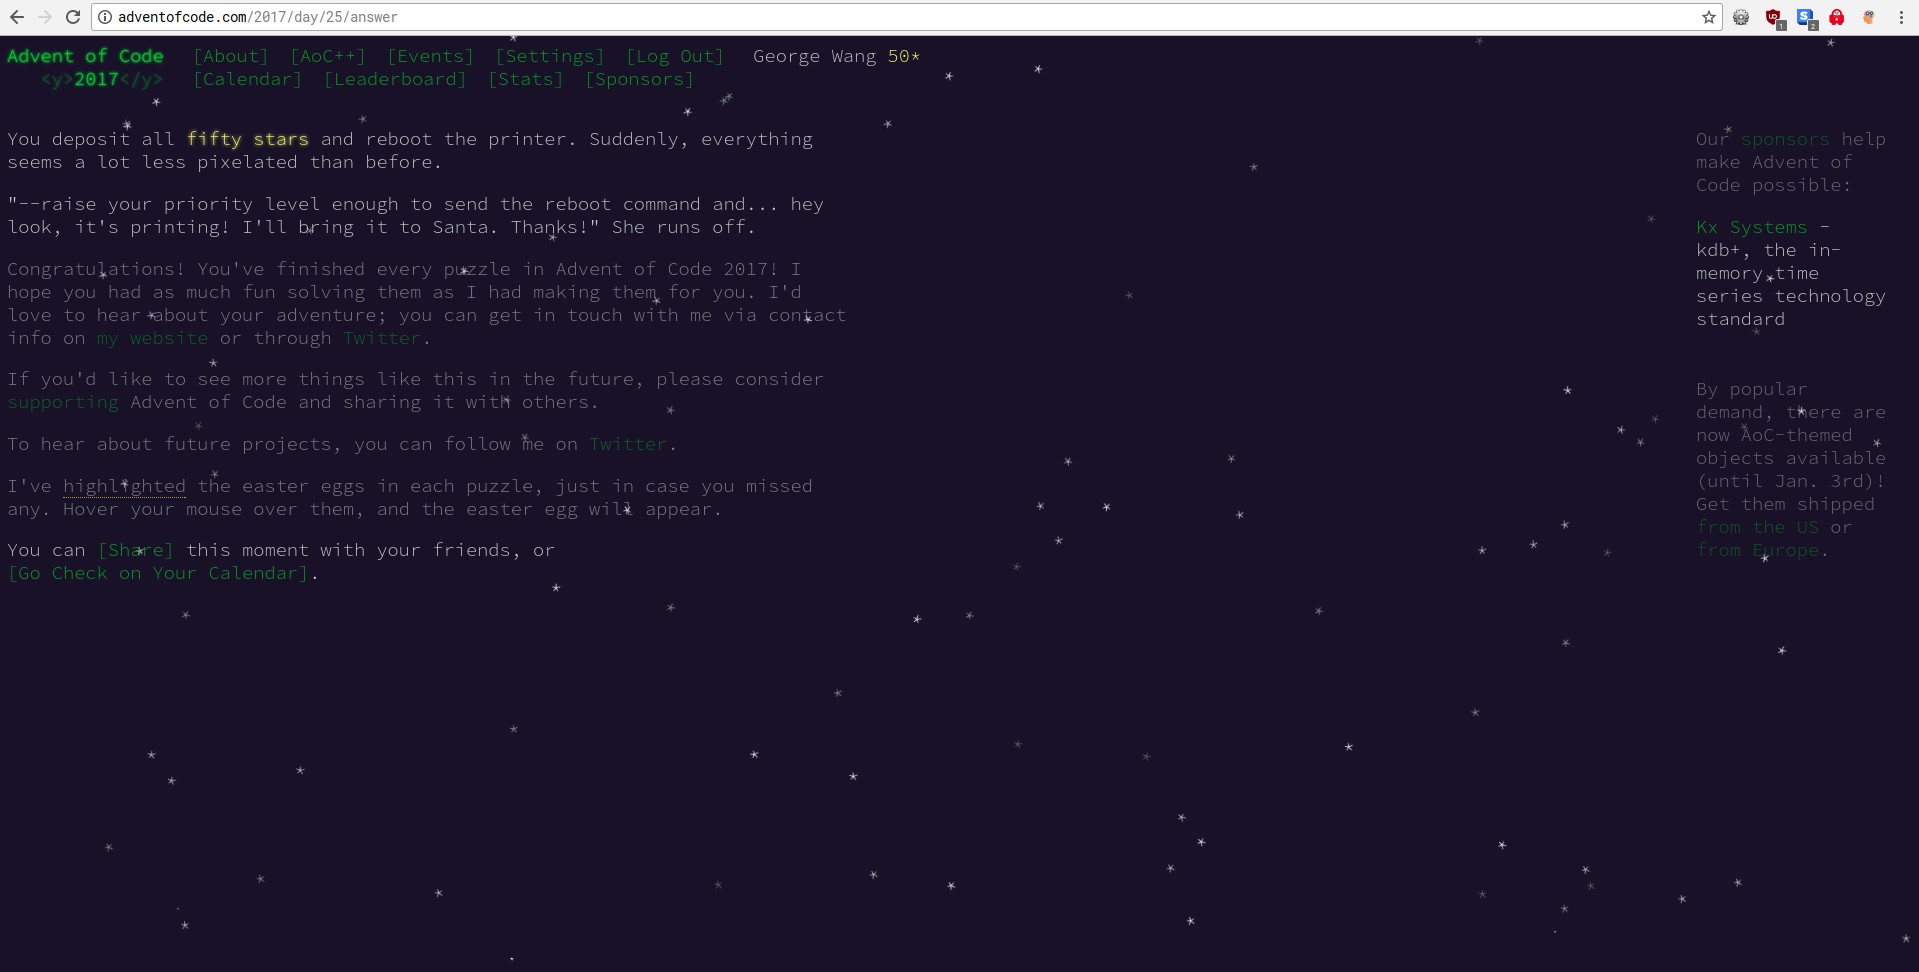 adventofcode.com/2017/day/25/answer
1
2
Advent of Code [About] [AoC++] [Events] [Settings] [Log Out] George Wang 50*
<y>2017</y> [Calendar] [Leaderboard] [Stats] [Sponsors]
You deposit all fifty stars and reboot the printer. Suddenly, everything
seems a lot less pixelated than before.
"--raise your priority level enough to send the reboot command and... hey
look, it's printing! I'll bring it to Santa. Thanks!" She runs off.
Congratulations! You've finished every puzzle in Advent of Code 2017! I
hope you had as much fun solving them as I had making them for you. I'd
love to hear about your adventure; you can get in touch with me via contact
info on my website or through Twitter.
If you'd like to see more things like this in the future, please consider
supporting Advent of Code and sharing it with others.
To hear about future projects, you can follow me on Twitter.
I've highlighted the easter eggs in each puzzle, just in case you missed
any. Hover your mouse over them, and the easter egg will appear.
You can [Share] this moment with your friends, or
[Go Check on Your Calendar].
Our sponsors help
make Advent of
Code possible:
Kx Systems -
kdb+, the in-
memory time
series technology
standard
By popular
demand, there are
now AoC-themed
objects available
(until Jan. 3rd)!
Get them shipped
from the US or
from Europe.